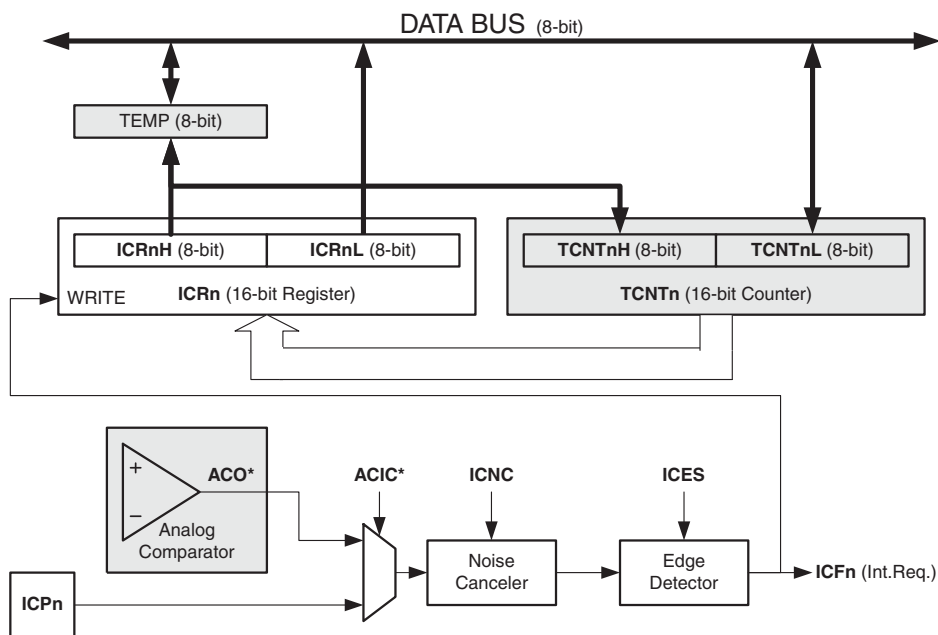 DATA BUS (8-bit)
TEMP (8-bit)
ICRnH (8-bit) ICRnL (8-bit) TCNTnH (8-bit) TCNTnL (8-bit)
WRITE ICRn (16-bit Register) TCNTn (16-bit Counter)
+ ACO* ACIC* ICNC ICES
−
Analog
Comparator
Noise
Canceler
Edge
Detector
ICFn (Int.Req.)
ICPn